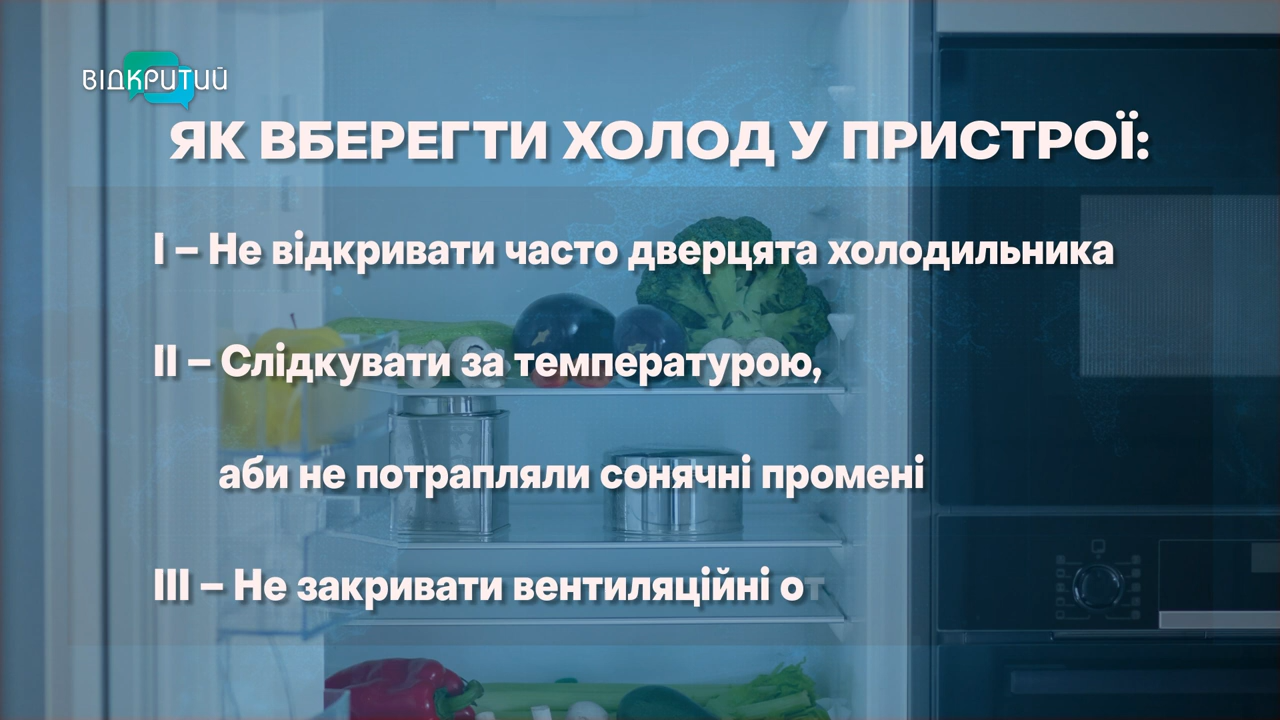 ВІДКРИТИЙ
ЯК ВБЕРЕГТИ ХОЛОД У ПРИСТРОЇ:
I – Не відкривати часто дверцята холодильника
II – Слідкувати за температурою,
аби не потрапляли сонячні промені
III – Не закривати вентиляційні от